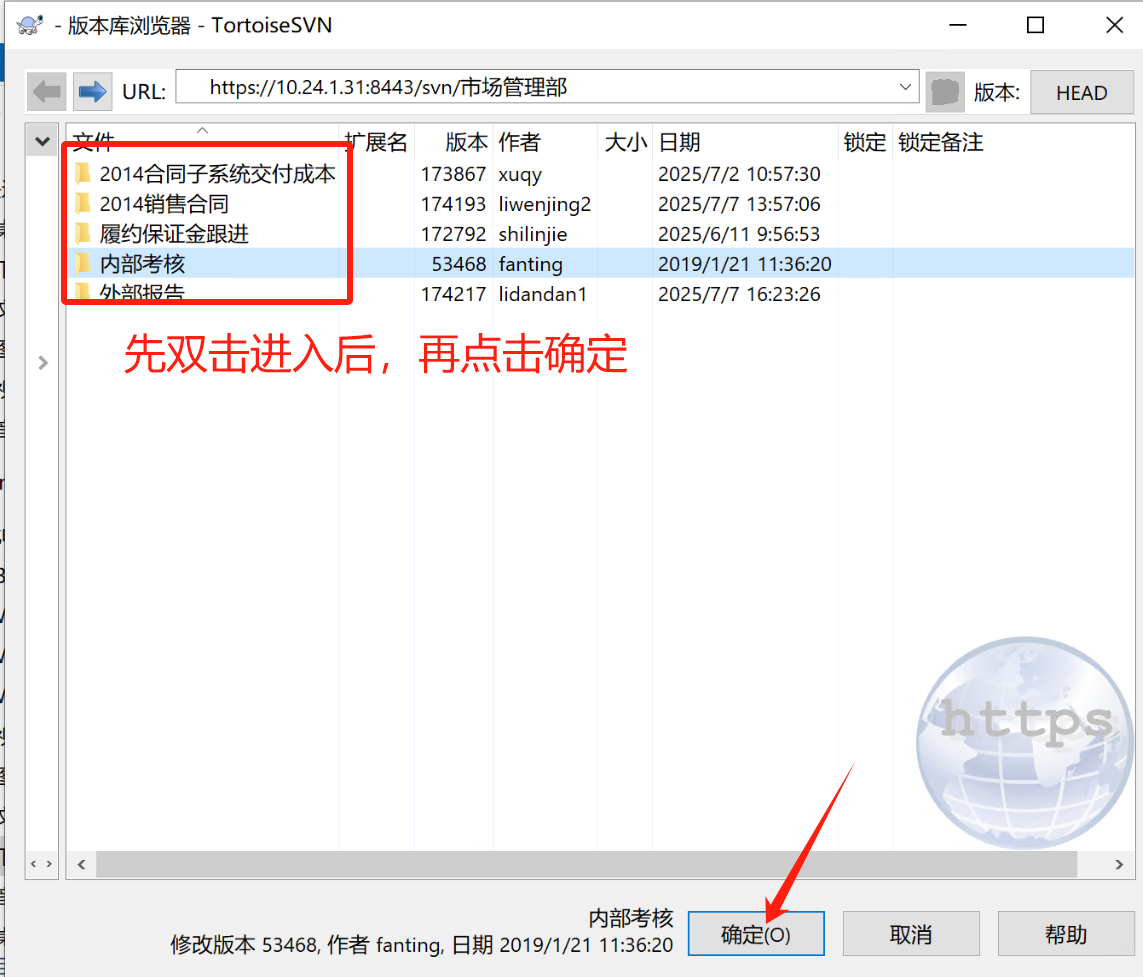 - 版本库浏览器 - TortoiseSVN
URL: https://10.24.1.31:8443/svn/市场管理部 版本: HEAD
文件 扩展名 版本 作者 大小 日期 锁定 锁定备注
2014合同子系统交付成本 173867 xuqy 2025/7/2 10:57:30
2014销售合同 174193 liwenjing2 2025/7/7 13:57:06
履约保证金跟进 172792 shilinjie 2025/6/11 9:56:53
内部考核 53468 fanting 2019/1/21 11:36:20
外部报告 174217 lidandan1 2025/7/7 16:23:26
先双击进入后，再点击确定
https
内部考核
修改版本 53468, 作者 fanting, 日期 2019/1/21 11:36:20
确定(O) 取消 帮助